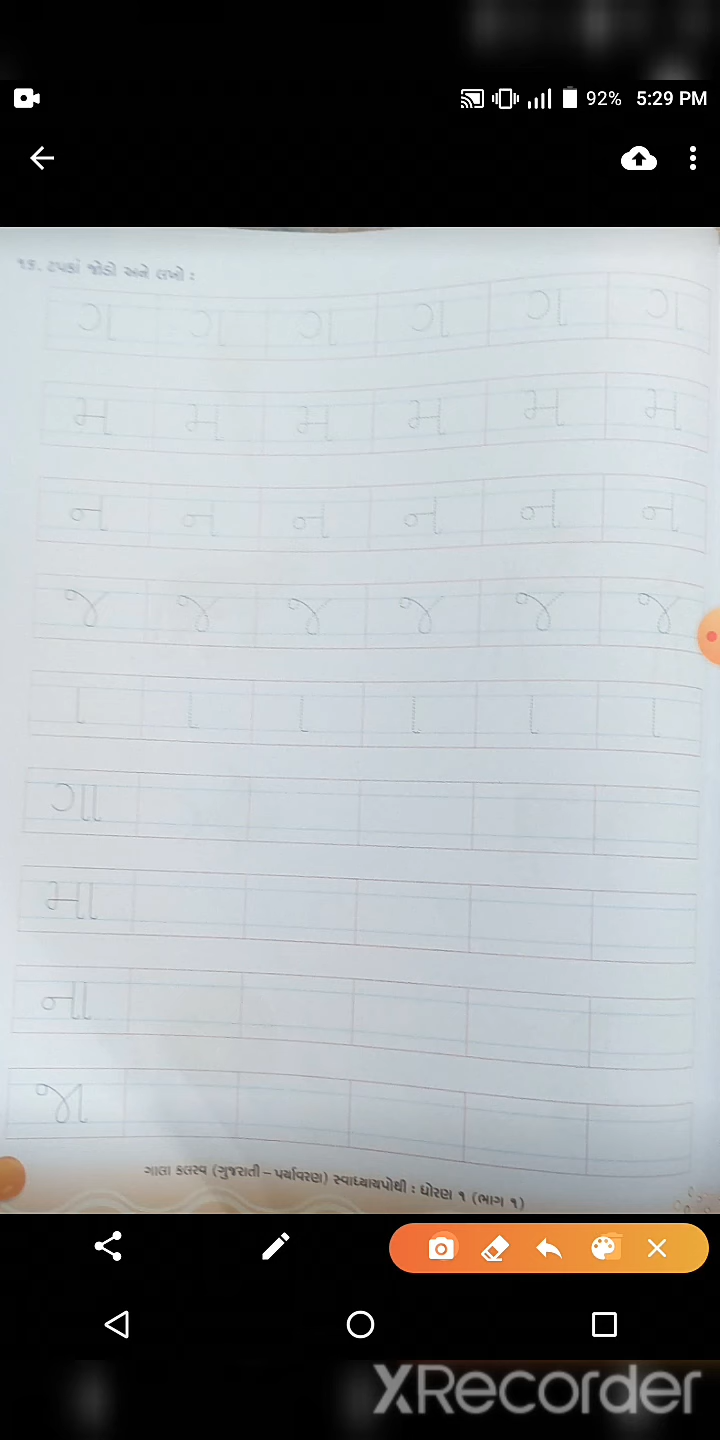 92% 5:29 PM
૧૬. ટપકાં જોડો અને લખો :
ગ ગ ગ ગ ગ ગ
મ મ મ મ મ મ
ન ન ન ન ન ન
જ જ જ જ જ જ
ા ા ા ા ા ા
ગા
મા
ના
જા
ગાલા કલરવ (ગુજરાતી – પર્યાવરણ) સ્વાધ્યાયપોથી : ધોરણ ૧ (ભાગ ૧)
XRecorder